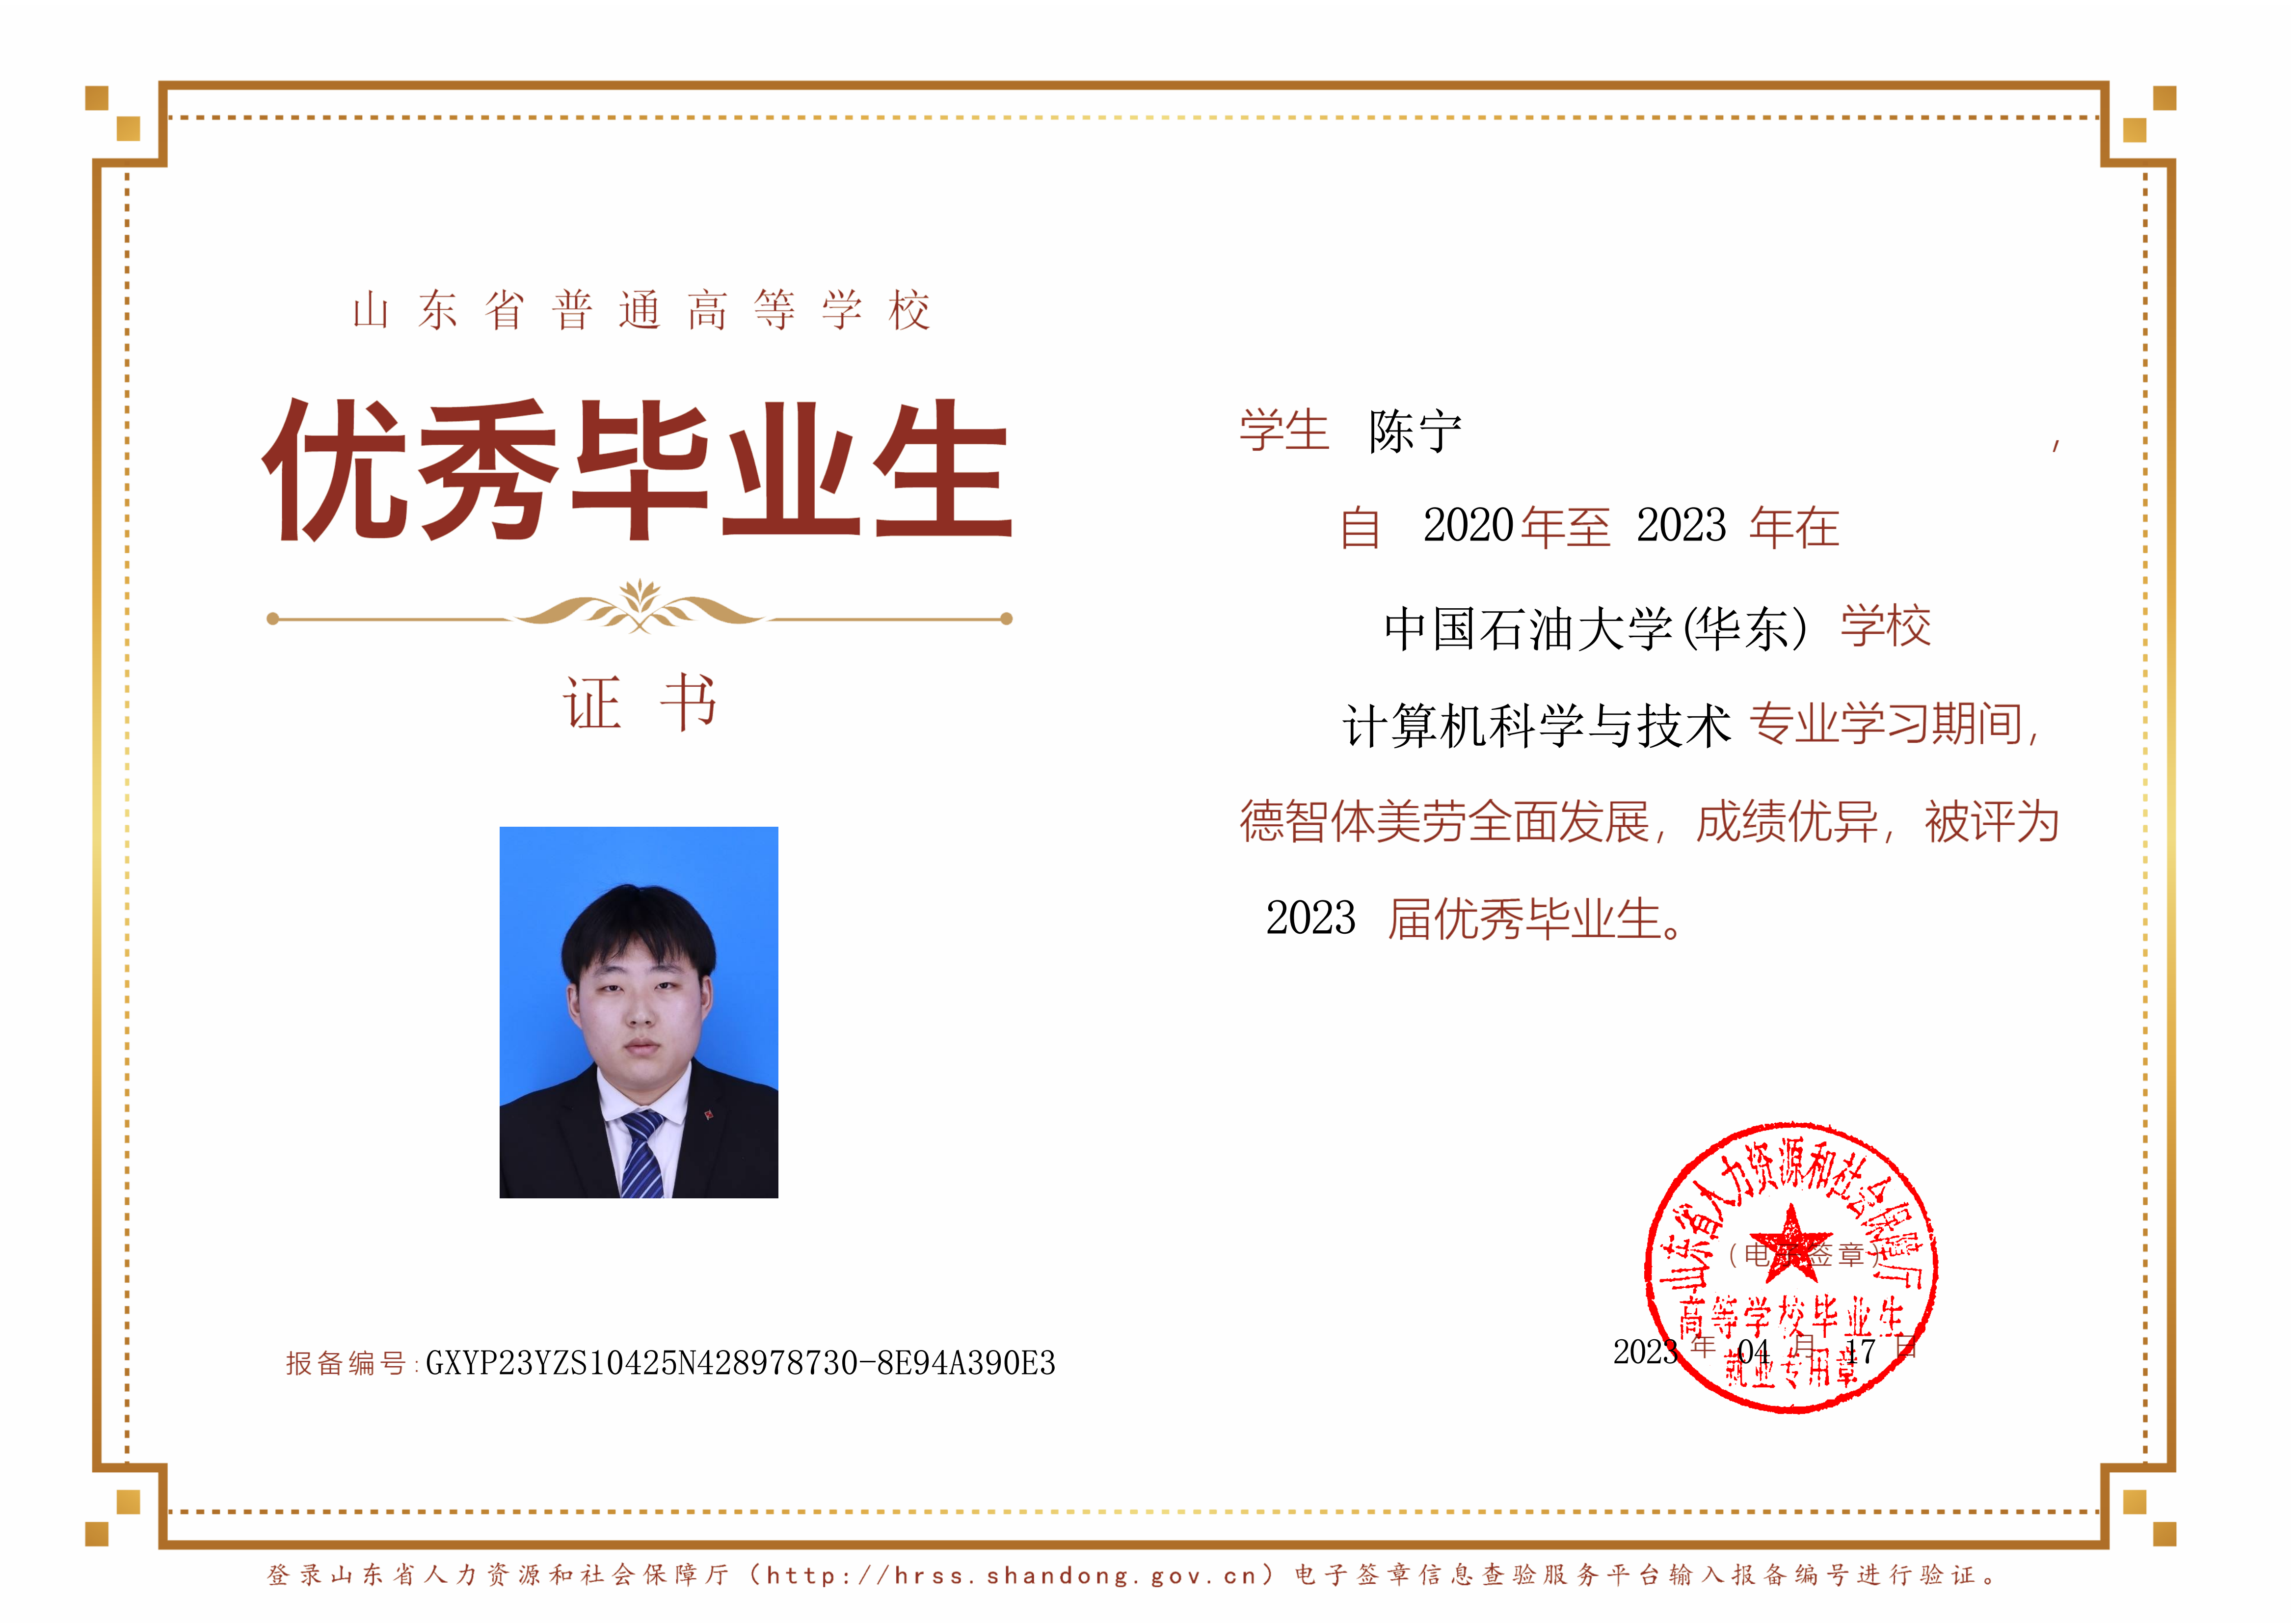 山东省普通高等学校
优秀毕业生
证书
报备编号:GXYP23YZS10425N428978730-8E94A390E3
学生 陈宁 ,
自 2020年至 2023 年在
中国石油大学(华东) 学校
计算机科学与技术 专业学习期间,
德智体美劳全面发展,成绩优异,被评为
2023 届优秀毕业生。
山东省人力资源和社会保障厅
(电子签章)
高等学校毕业生
2023 年 04 月 17 日
就业专用章
登录山东省人力资源和社会保障厅(http://hrss.shandong.gov.cn)电子签章信息查验服务平台输入报备编号进行验证。